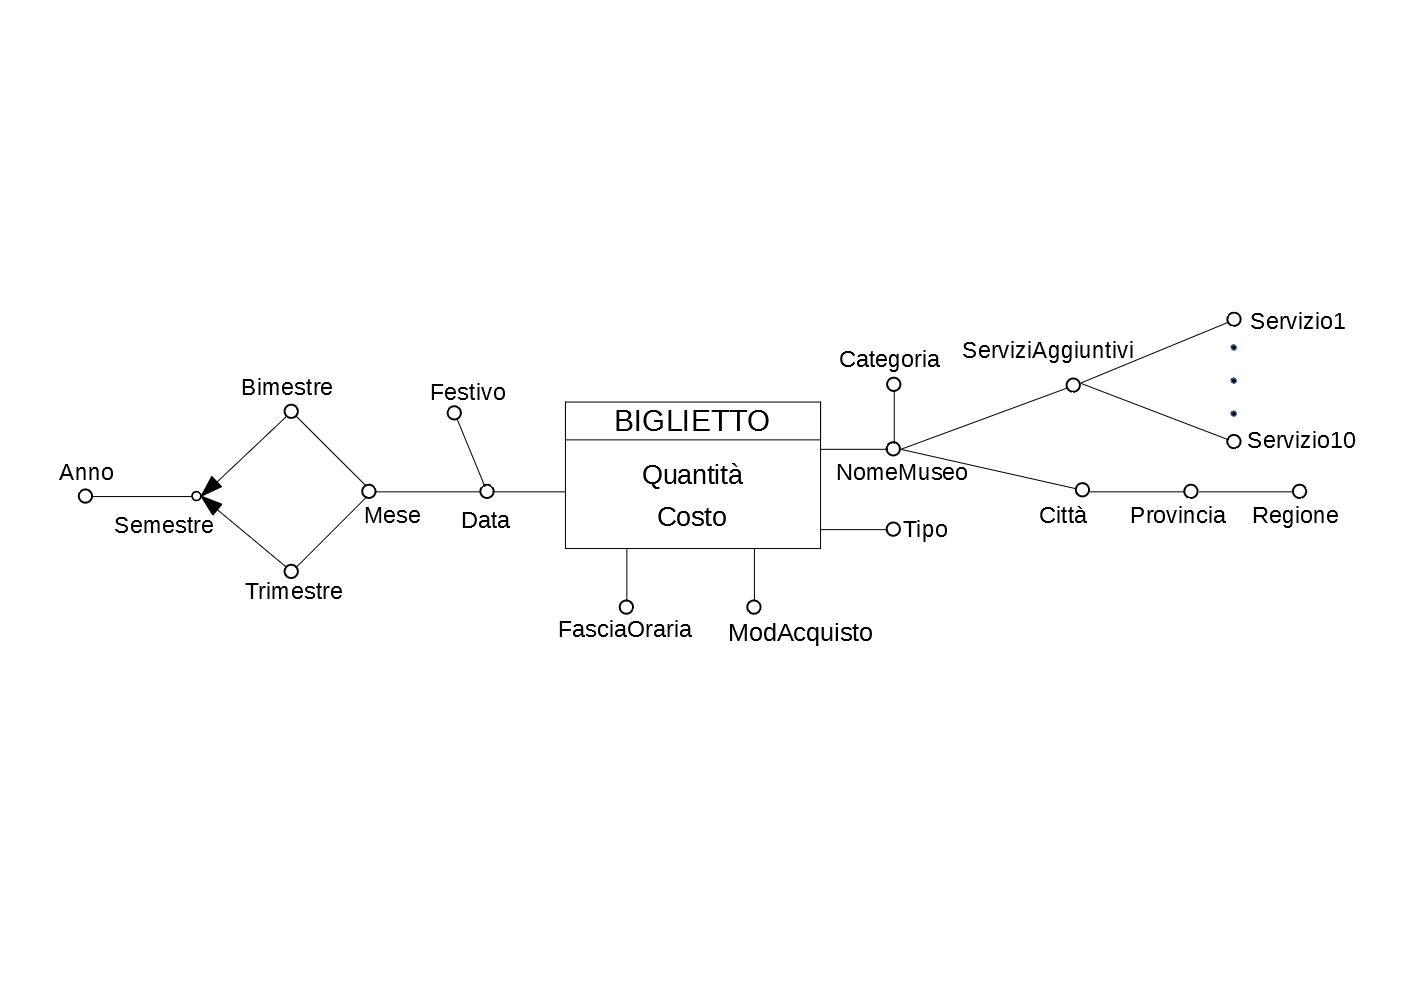 Servizio1
ServiziAggiuntivi
Categoria
Bimestre
Festivo
BIGLIETTO
Servizio10
Anno
Quantità
NomeMuseo
Semestre
Mese
Data
Costo
Città
Provincia
Regione
Tipo
Trimestre
FasciaOraria
ModAcquisto